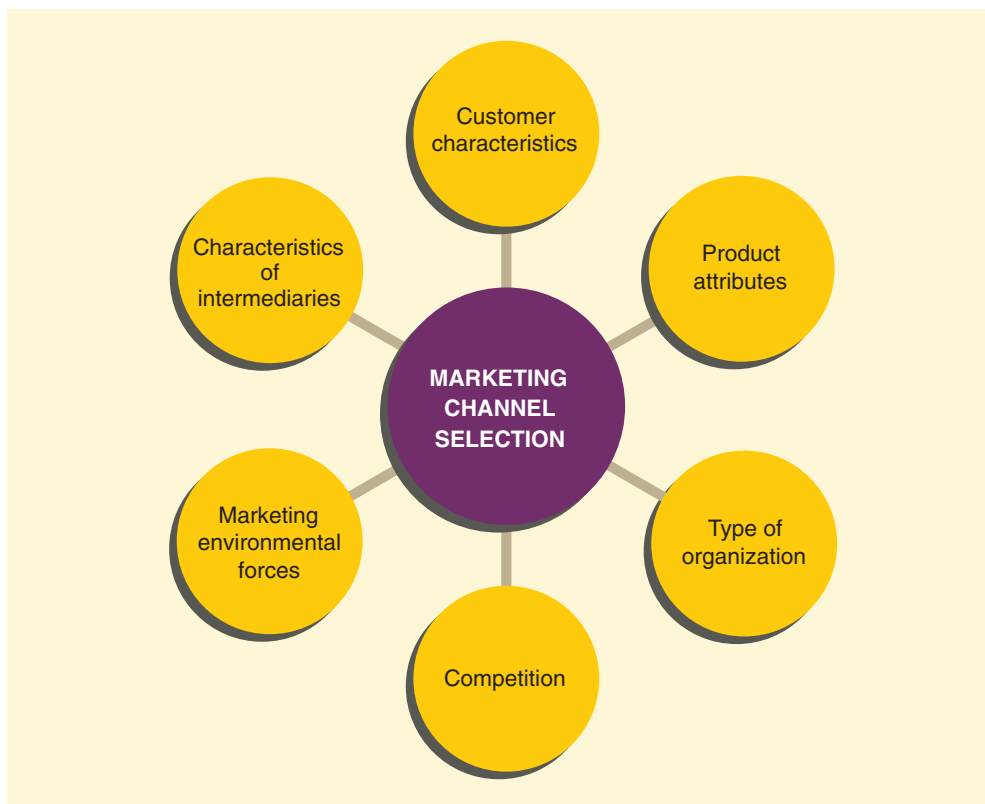 Customer
characteristics
Characteristics
of
intermediaries
Product
attributes
MARKETING
CHANNEL
SELECTION
Marketing
environmental
forces
Type of
organization
Competition